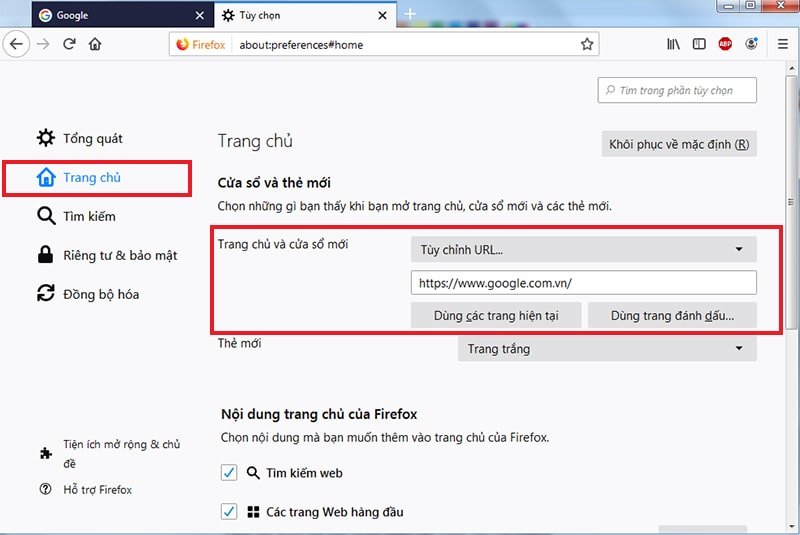 Google
Tùy chọn
Firefox
about:preferences#home
ABP
Tìm trong phần tùy chọn
Tổng quát
Trang chủ
Tìm kiếm
Riêng tư & bảo mật
Đồng bộ hóa
Tiện ích mở rộng & chủ
đề
Hỗ trợ Firefox
Trang chủ
Khôi phục về mặc định (R)
Cửa sổ và thẻ mới
Chọn những gì bạn thấy khi bạn mở trang chủ, cửa sổ mới và các thẻ mới.
Trang chủ và cửa sổ mới
Tùy chỉnh URL...
https://www.google.com.vn/
Dùng các trang hiện tại
Dùng trang đánh dấu...
Thẻ mới
Trang trắng
Nội dung trang chủ của Firefox
Chọn nội dung mà bạn muốn thêm vào trang chủ của Firefox.
Tìm kiếm web
Các trang Web hàng đầu